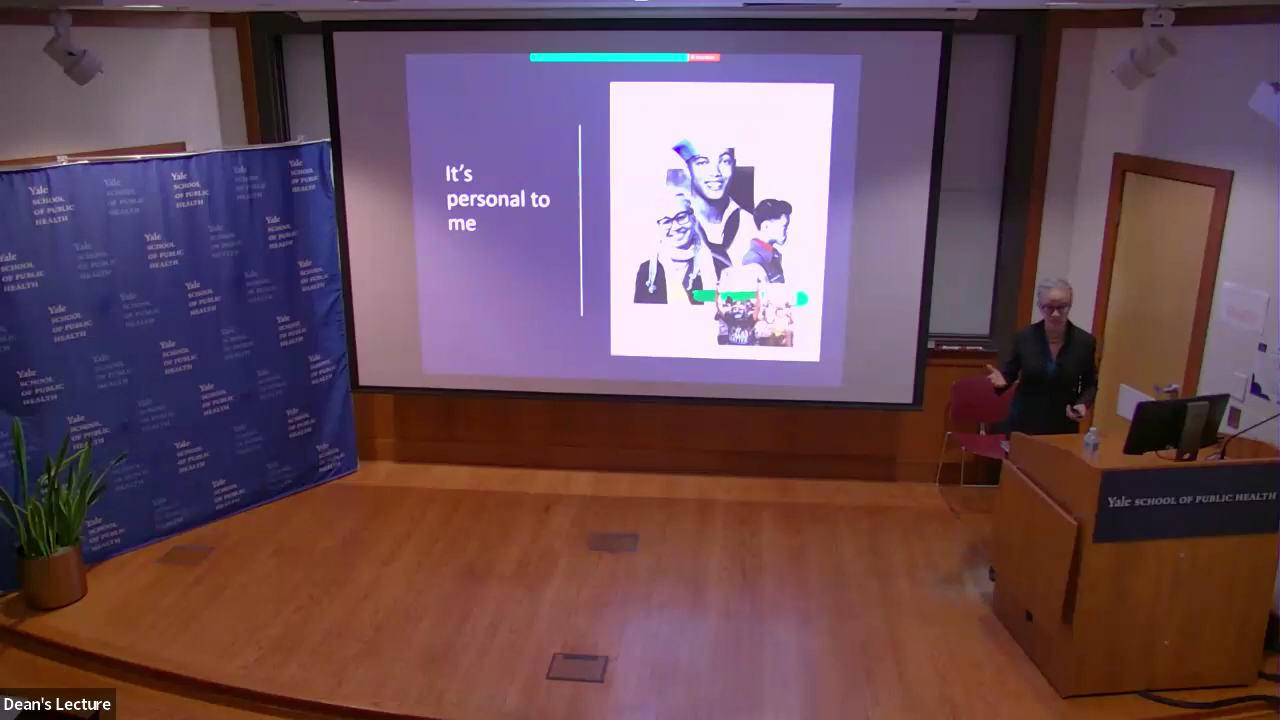 It's
personal to
me
Yale
SCHOOL
OF PUBLIC
HEALTH
Yale SCHOOL OF PUBLIC HEALTH
Dean's Lecture